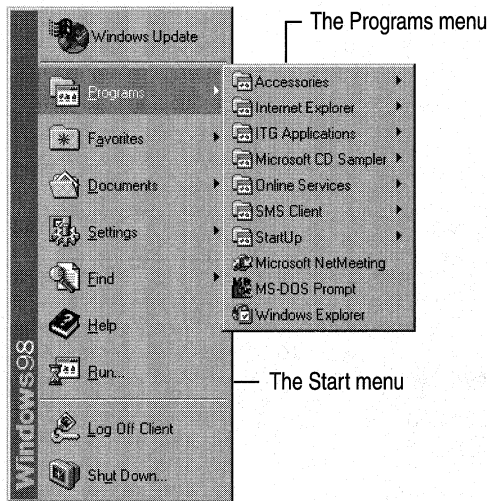 The Programs menu
Windows Update
Programs
Favorites
Documents
Settings
Find
Help
Run...
Log Off Client
Shut Down...
Windows98
Accessories
Internet Explorer
ITG Applications
Microsoft CD Sampler
Online Services
SMS Client
StartUp
Microsoft NetMeeting
MS-DOS Prompt
Windows Explorer
The Start menu